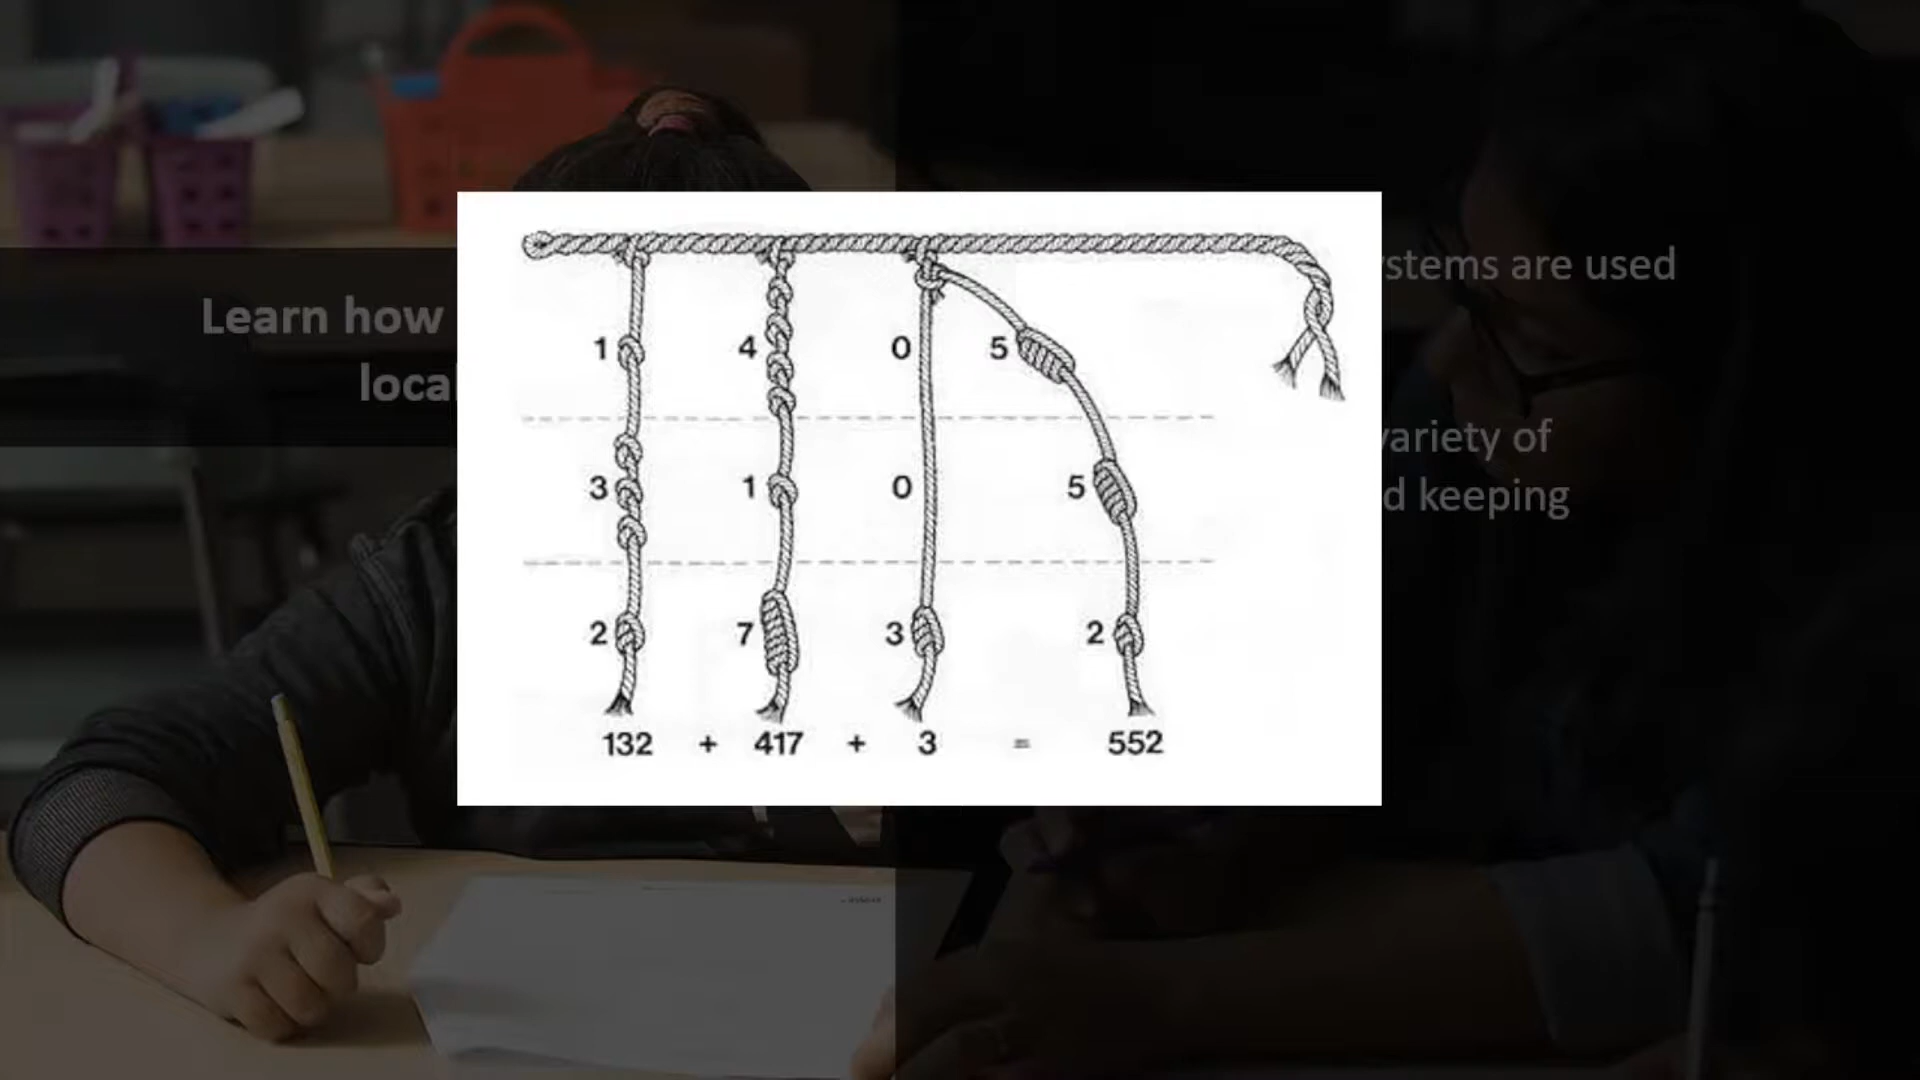 Learn how
loca
stems are used
variety of
d keeping
1 4 0 5
3 1 0 5
2 7 3 2
132 + 417 + 3 = 552